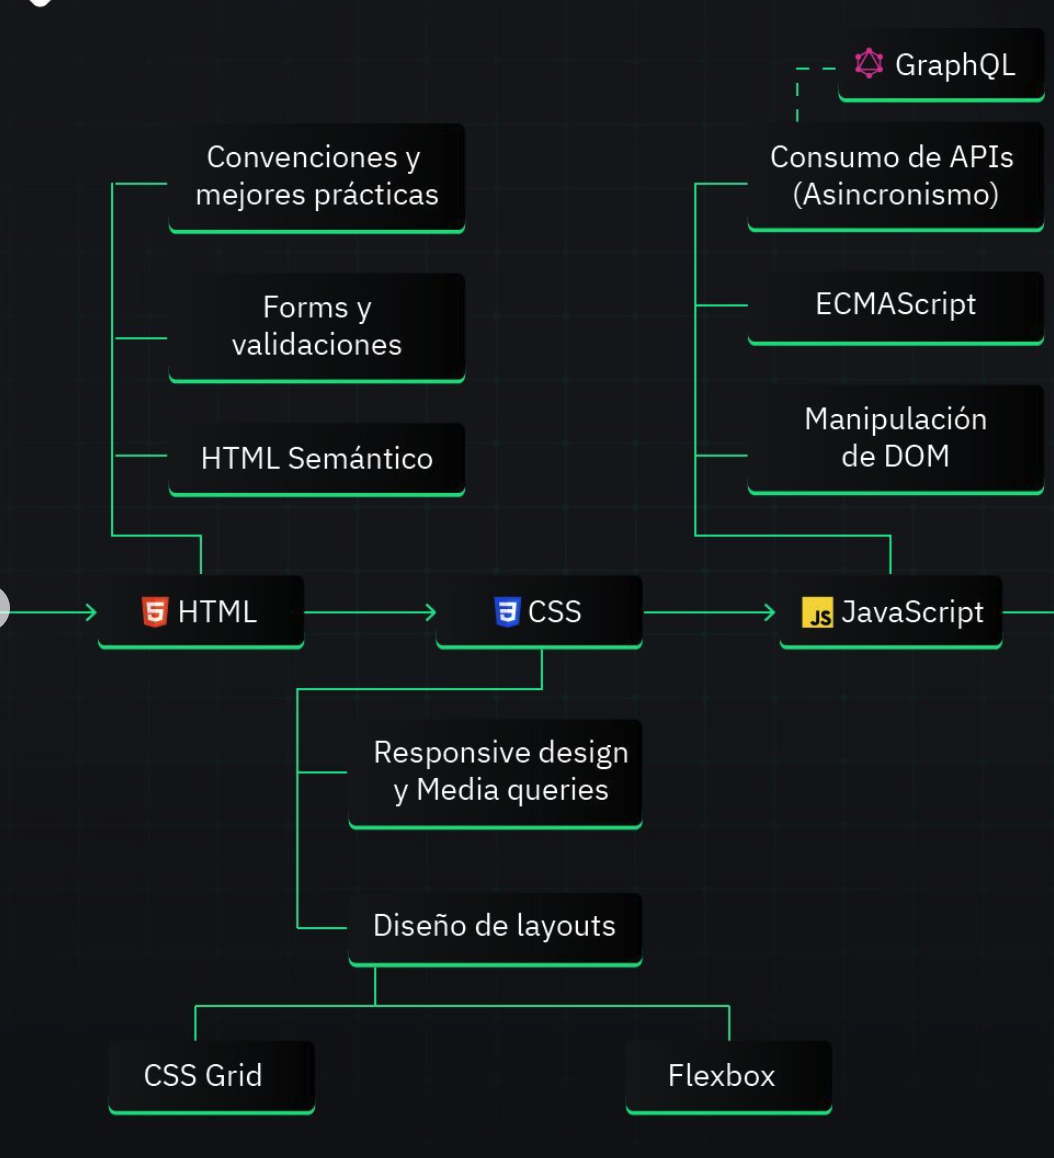 GraphQL
Convenciones y
mejores prácticas
Consumo de APIs
(Asincronismo)
Forms y
validaciones
ECMAScript
HTML Semántico
Manipulación
de DOM
5 HTML
3 CSS
JS JavaScript
Responsive design
y Media queries
Diseño de layouts
CSS Grid
Flexbox